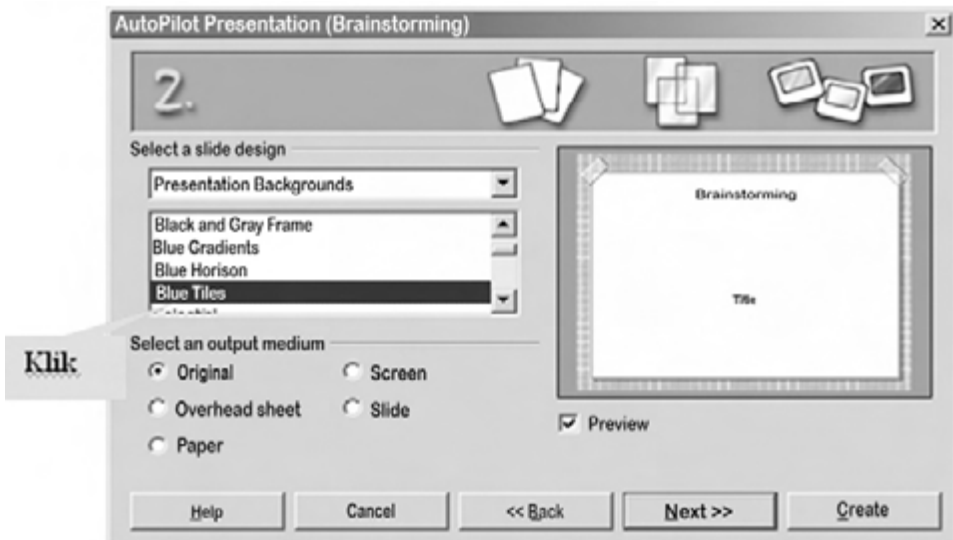 AutoPilot Presentation (Brainstorming)
2.
Select a slide design
Presentation Backgrounds
Black and Gray Frame
Blue Gradients
Blue Horison
Blue Tiles
Klik
Select an output medium
Original
Screen
Overhead sheet
Slide
Paper
Brainstorming
Title
Preview
Help
Cancel
<< Back
Next >>
Create